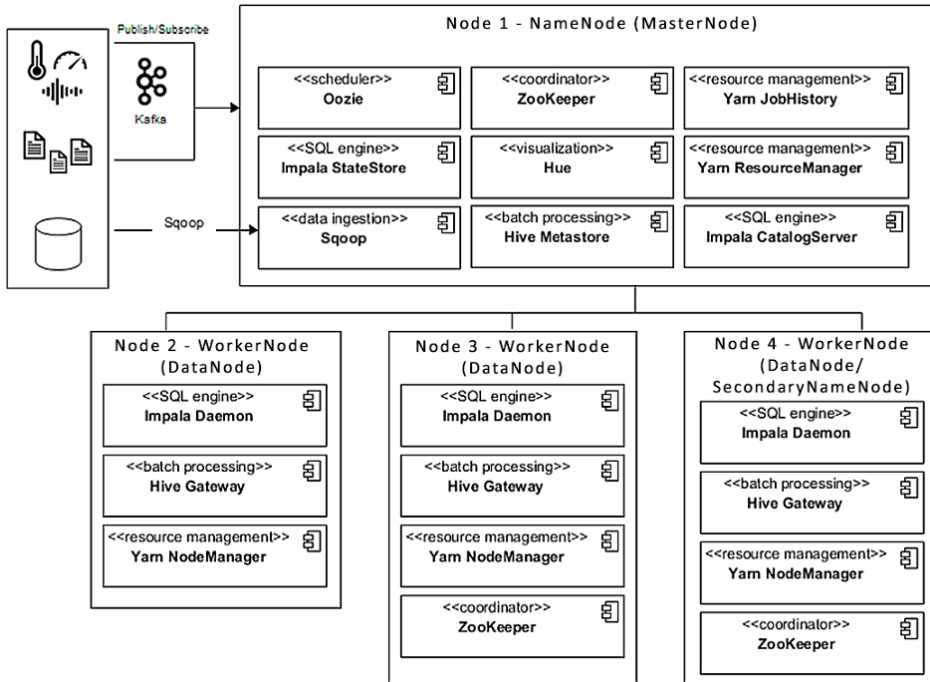 Publish/Subscribe
Kafka
Sqoop
Node 1 - NameNode (MasterNode)
<<scheduler>>
Oozie
<<coordinator>>
ZooKeeper
<<resource management>>
Yarn JobHistory
<<SQL engine>>
Impala StateStore
<<visualization>>
Hue
<<resource management>>
Yarn ResourceManager
<<data ingestion>>
Sqoop
<<batch processing>>
Hive Metastore
<<SQL engine>>
Impala CatalogServer
Node 2 - WorkerNode
(DataNode)
<<SQL engine>>
Impala Daemon
<<batch processing>>
Hive Gateway
<<resource management>>
Yarn NodeManager
Node 3 - WorkerNode
(DataNode)
<<SQL engine>>
Impala Daemon
<<batch processing>>
Hive Gateway
<<resource management>>
Yarn NodeManager
<<coordinator>>
ZooKeeper
Node 4 - WorkerNode
(DataNode/
SecondaryNameNode)
<<SQL engine>>
Impala Daemon
<<batch processing>>
Hive Gateway
<<resource management>>
Yarn NodeManager
<<coordinator>>
ZooKeeper